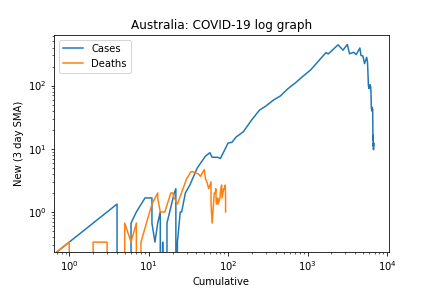 Australia: COVID-19 log graph
Cases
Deaths
New (3 day SMA)
10²
10¹
10⁰
10⁰ 10¹ 10² 10³ 10⁴
Cumulative